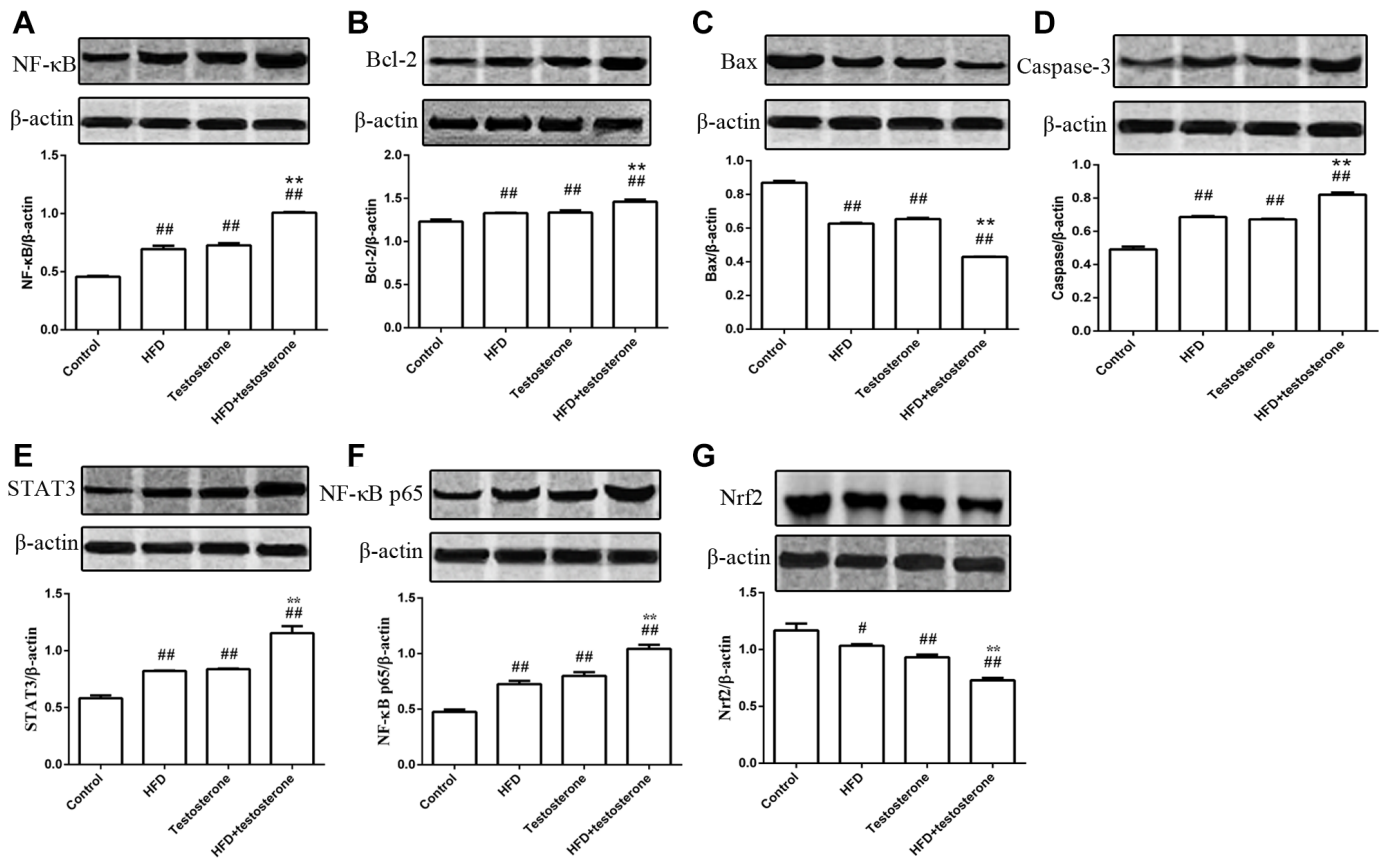 A
NF-κB
β-actin
NF-κB/β-actin
1.5
1.0
0.5
0.0
##
##
**
##
Control
HFD
Testosterone
HFD+testosterone
B
Bcl-2
β-actin
Bcl-2/β-actin
2.0
1.5
1.0
0.5
0.0
##
##
**
##
Control
HFD
Testosterone
HFD+testosterone
C
Bax
β-actin
Bax/β-actin
1.0
0.8
0.6
0.4
0.2
0.0
##
##
**
##
Control
HFD
Testosterone
HFD+testosterone
D
Caspase-3
β-actin
Caspase/β-actin
1.0
0.8
0.6
0.4
0.2
0.0
##
##
**
##
Control
HFD
Testosterone
HFD+testosterone
E
STAT3
β-actin
STAT3/β-actin
1.5
1.0
0.5
0.0
##
##
**
##
Control
HFD
Testosterone
HFD+testosterone
F
NF-κB p65
β-actin
NF-κB p65/β-actin
1.5
1.0
0.5
0.0
##
##
**
##
Control
HFD
Testosterone
HFD+testosterone
G
Nrf2
β-actin
Nrf2/β-actin
1.5
1.0
0.5
0.0
#
##
**
##
Control
HFD
Testosterone
HFD+testosterone